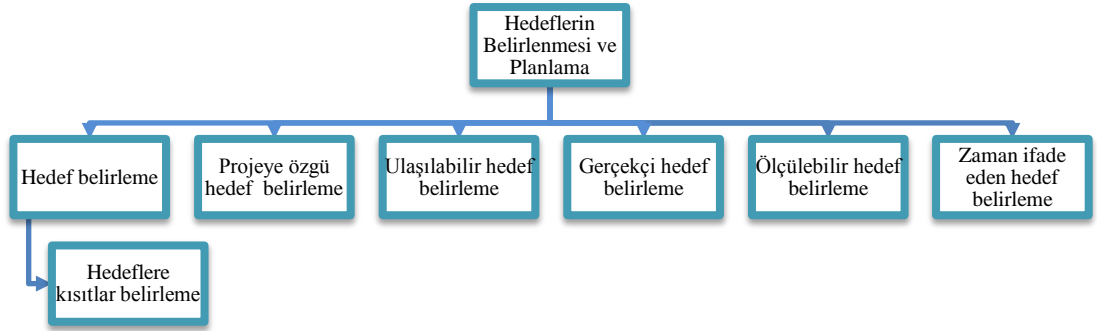 Hedeflerin
Belirlenmesi ve
Planlama
Hedef belirleme
Projeye özgü
hedef belirleme
Ulaşılabilir hedef
belirleme
Gerçekçi hedef
belirleme
Ölçülebilir hedef
belirleme
Zaman ifade
eden hedef
belirleme
Hedeflere
kısıtlar belirleme